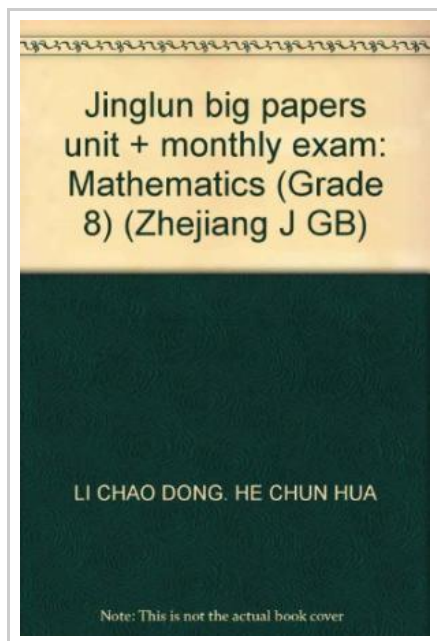 Jinglun big papers
unit + monthly exam:
Mathematics (Grade
8) (Zhejiang J GB)
LI CHAO DONG. HE CHUN HUA
Note: This is not the actual book cover